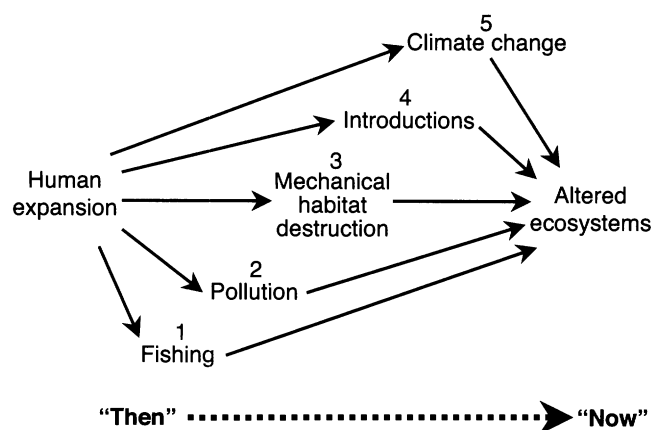 5
Climate change
4
Introductions
3
Mechanical
habitat
destruction
Human
expansion
Altered
ecosystems
2
Pollution
1
Fishing
“Then”
“Now”